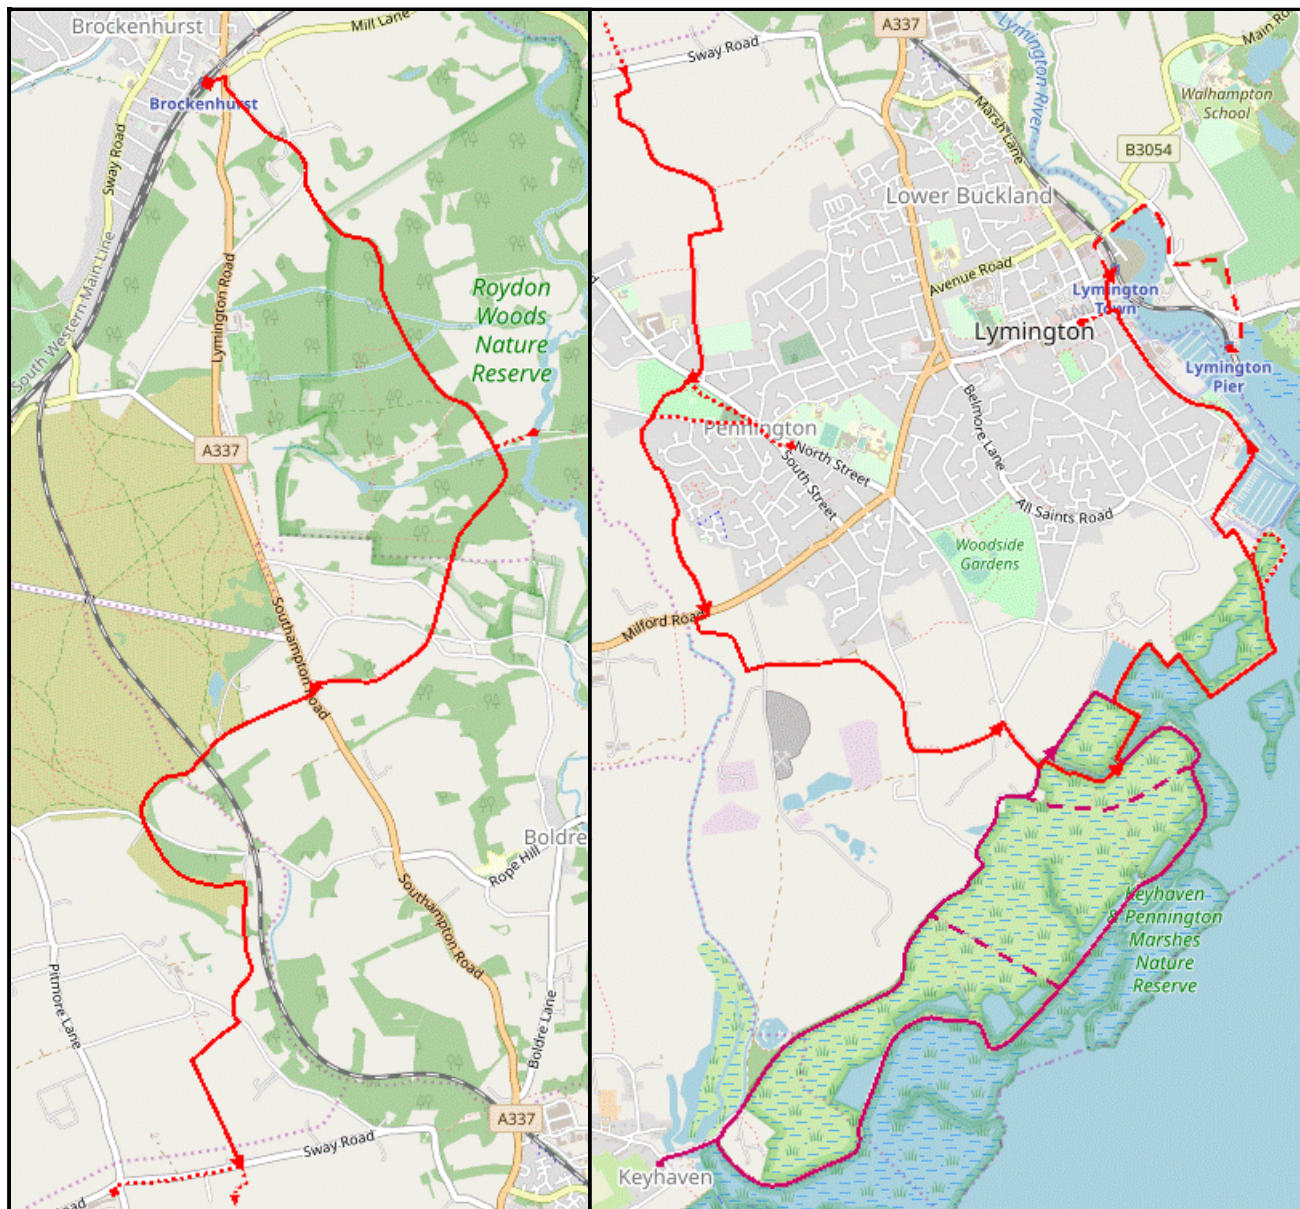 Brockenhurst
Mill Lane
Brockenhurst
Sway Road
South Western Main Line
Lymington Road
Roydon
Woods
Nature
Reserve
A337
Southampton Road
Boldre
Rope Hill
Southampton Road
Pitmore Lane
Boldre Lane
A337
Sway Road
oad
Sway Road
A337
Lymington River
Main Ro
Walhampton
School
Marsh Lane
B3054
Lower Buckland
Avenue Road
Lymington
Town
Lymington
Lymington
Pier
Belmore Lane
Pennington
North Street
South Street
All Saints Road
Woodside
Gardens
Milford Road
Keyhaven
& Pennington
Marshes
Nature
Reserve
Keyhaven